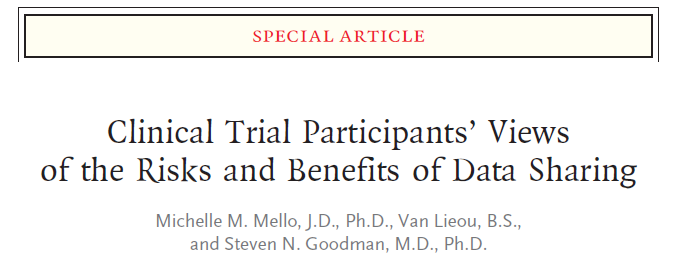 SPECIAL ARTICLE
Clinical Trial Participants’ Views
of the Risks and Benefits of Data Sharing
Michelle M. Mello, J.D., Ph.D., Van Lieou, B.S.,
and Steven N. Goodman, M.D., Ph.D.